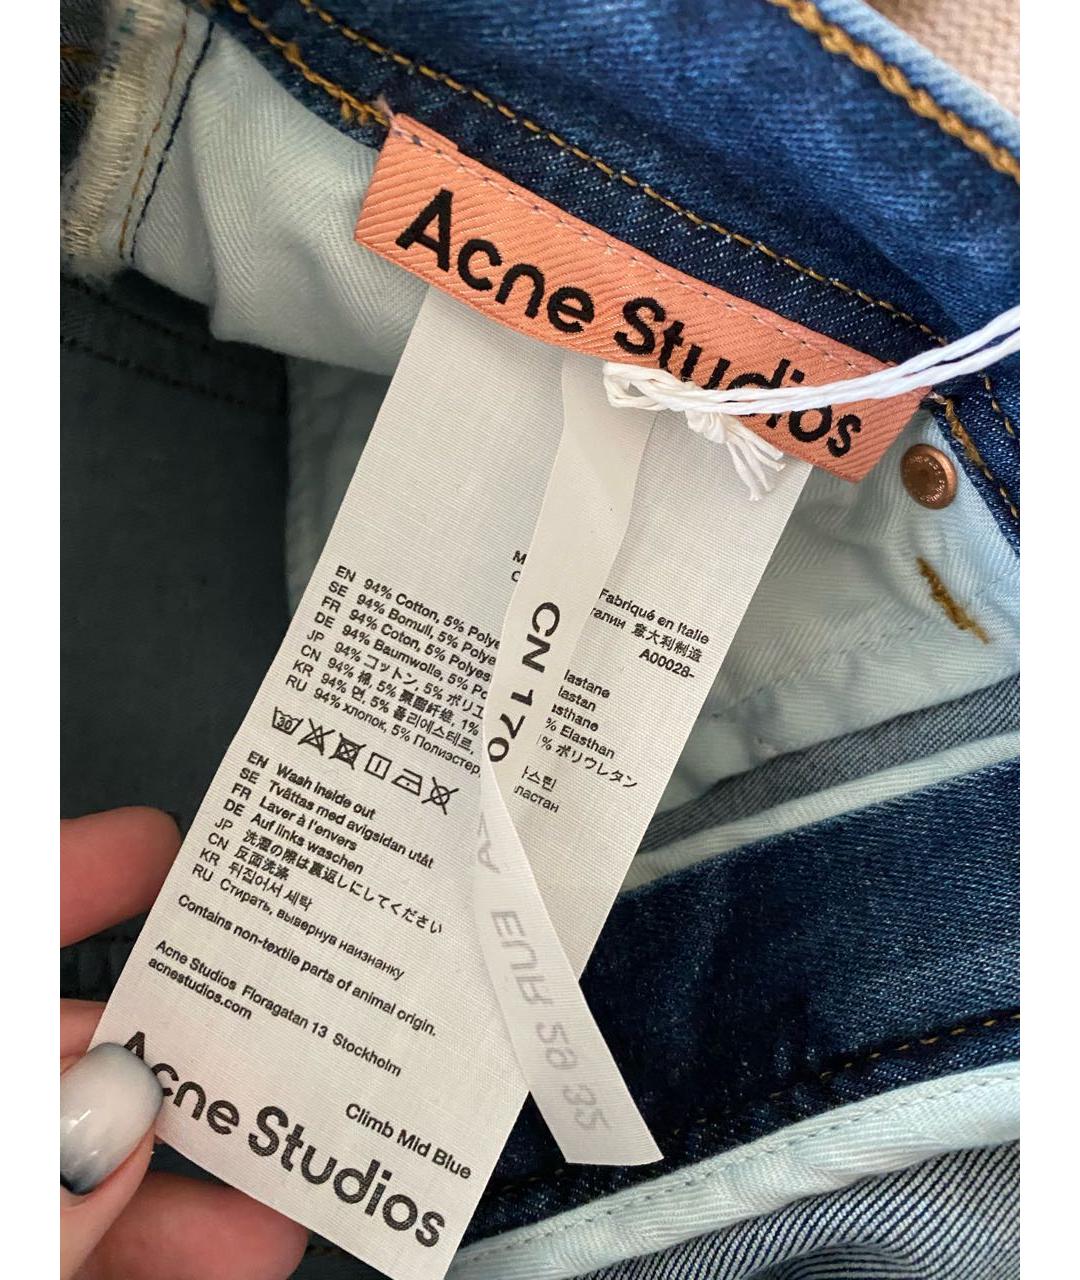 Acne Studios
Fabriqué en Italie
意大利制造
A00028-
EN 94% Cotton, 5% Polye
SE 94% Bomull, 5% Polye
FR 94% Coton, 5% Polyes
DE 94% Baumwolle, 5% Po
JP 94% コットン, 5% ポリエ
CN 94% 棉, 5% 聚酯纤维, 1%
KR 94% 면, 5% 폴리에스테르,
RU 94% хлопок, 5% Полиэстер,
lastane
lastan
asthane
% Elasthan
% ポリウレタン
스틴
ластан
CN 170
30
EN Wash inside out
SE Tvättas med avigsidan utåt
FR Laver à l'envers
DE Auf links waschen
JP 洗濯の際は裏返しにしてください
CN 反面洗涤
KR 뒤집어서 세탁
RU Стирать, вывернув наизнанку
Contains non-textile parts of animal origin.
Acne Studios Floragatan 13 Stockholm
acnestudios.com
Climb Mid Blue
Acne Studios